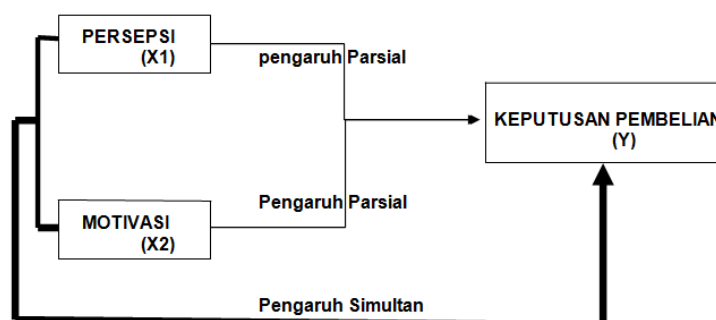 PERSEPSI
(X1)
pengaruh Parsial
KEPUTUSAN PEMBELIAN
(Y)
MOTIVASI
(X2)
Pengaruh Parsial
Pengaruh Simultan